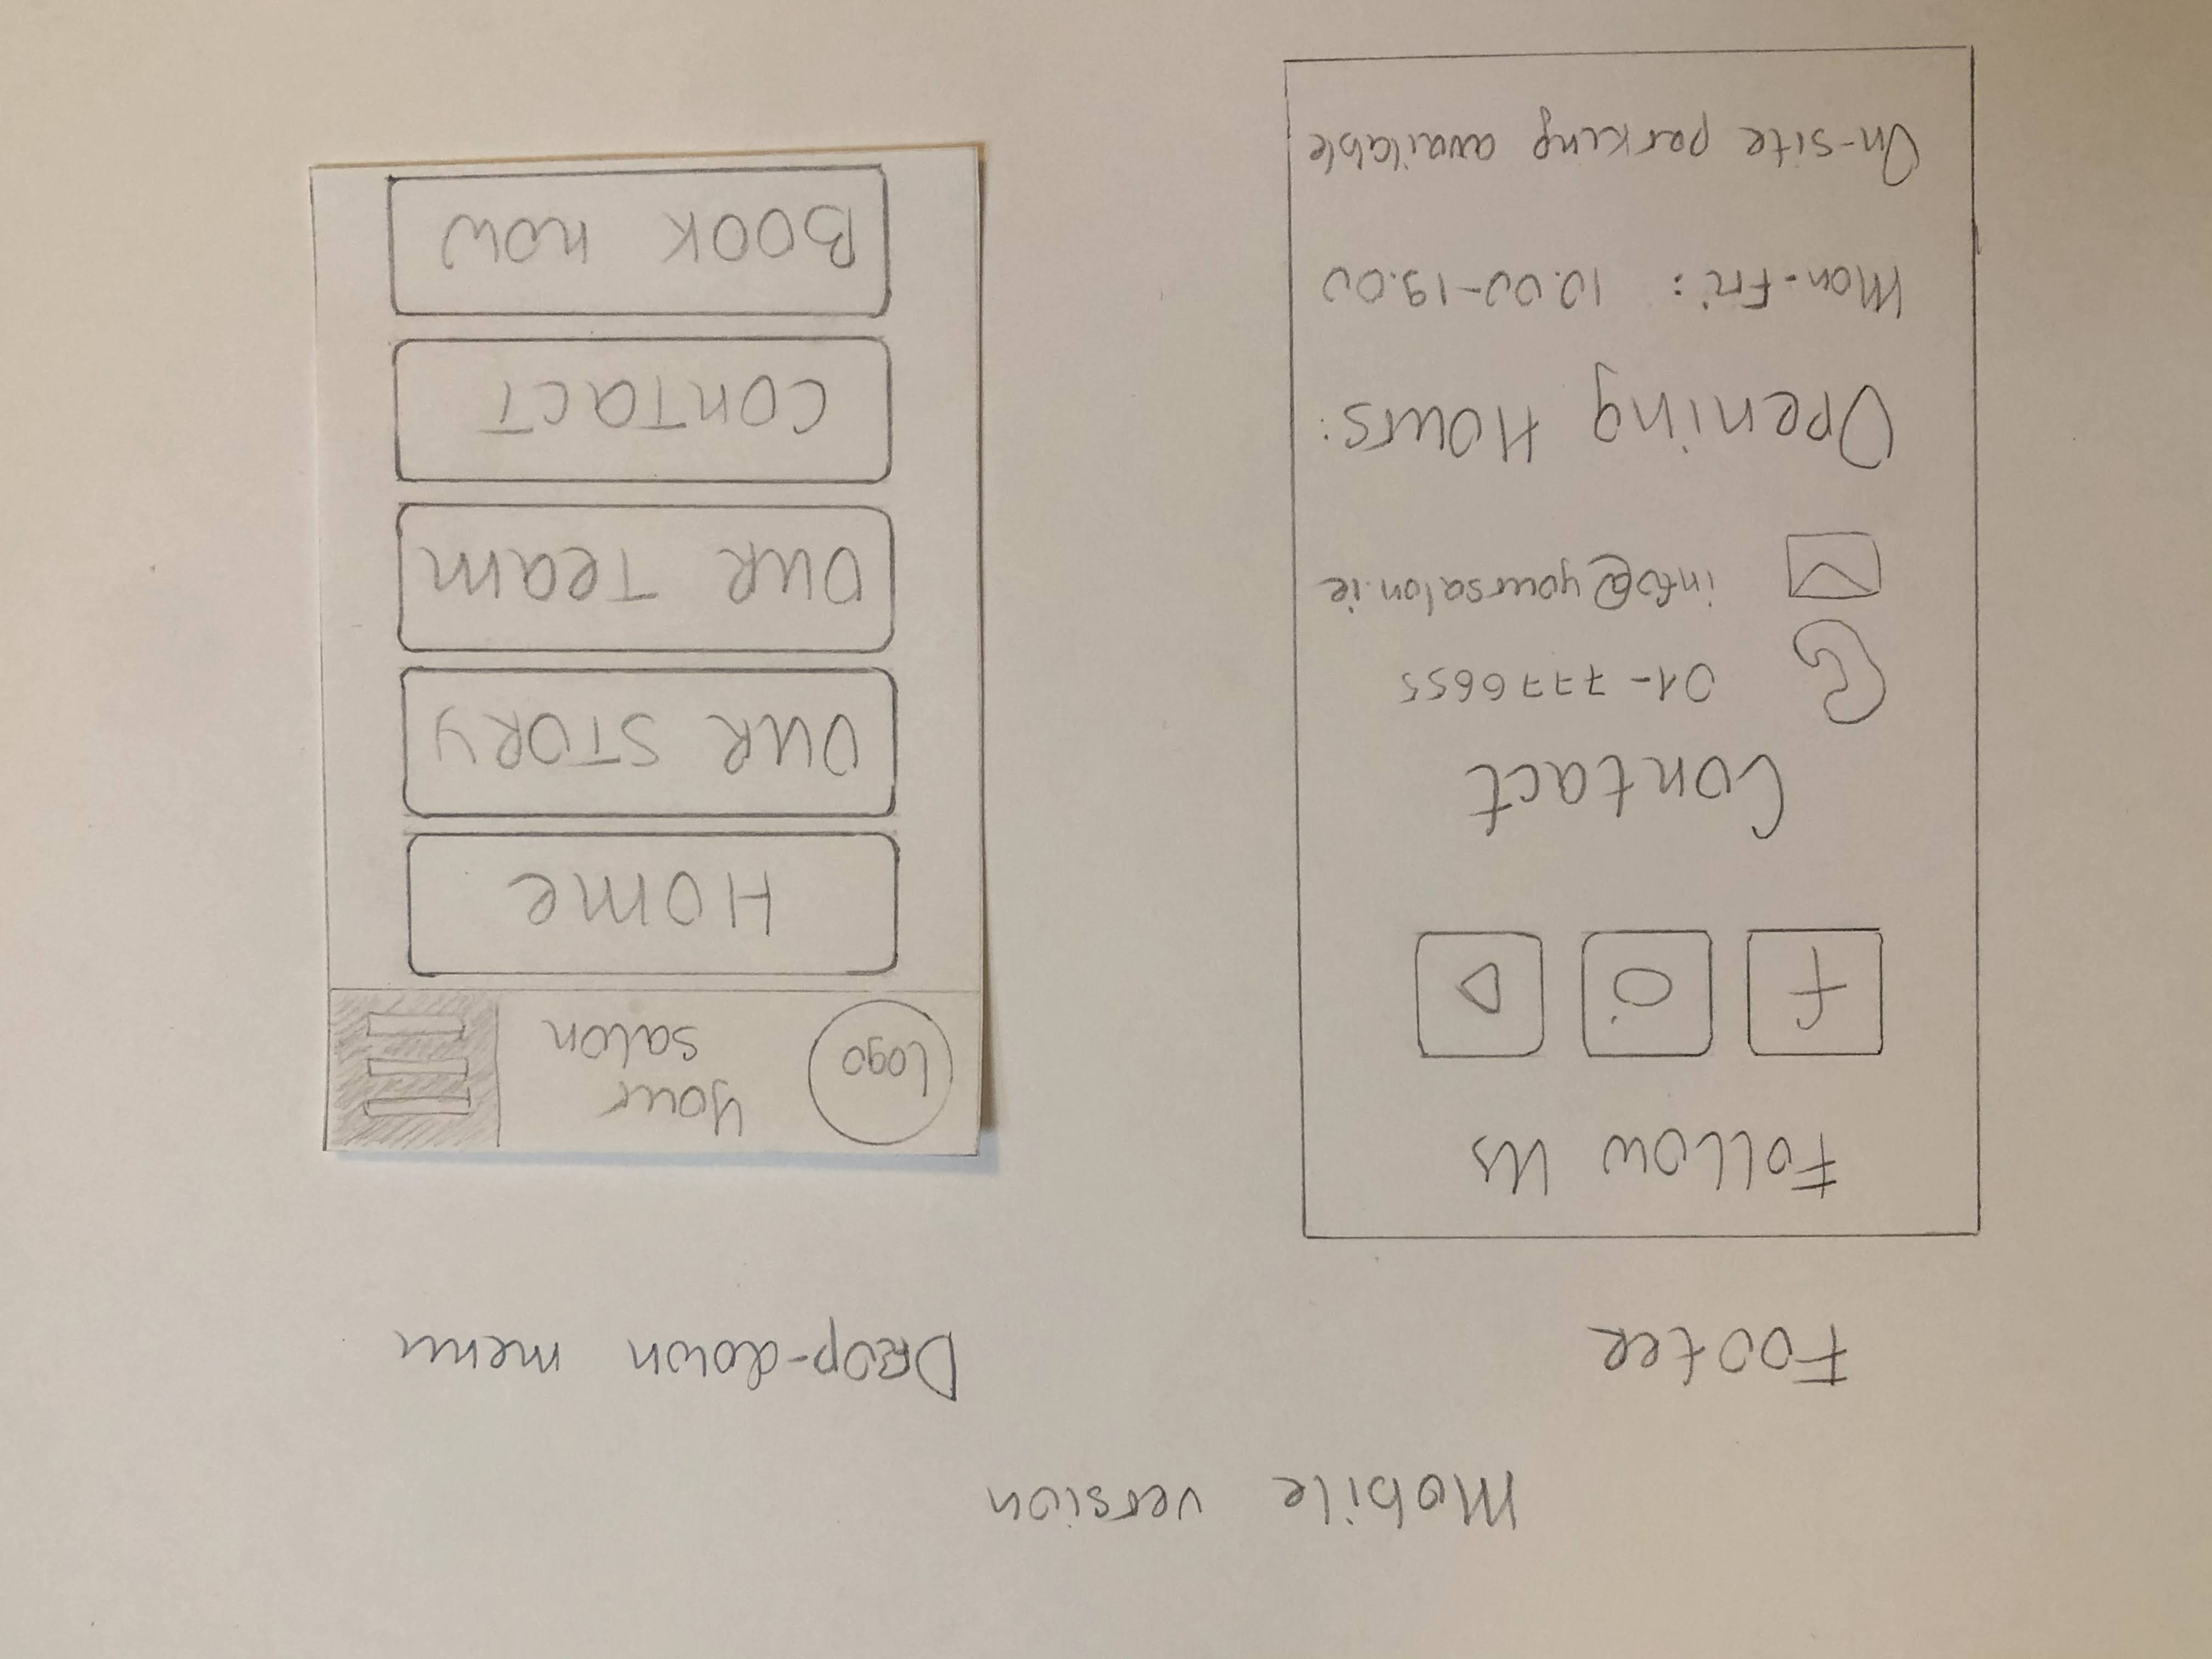 Mobile version
Footer
Follow Us
f
Contact
01-7776655
info@yoursalon.ie
Opening Hours:
Mon-Fri: 10.00-19.00
On-site parking available
Drop-down menu
Logo
Your
salon
Home
OUR STORY
OUR Team
Contact
BOOK now